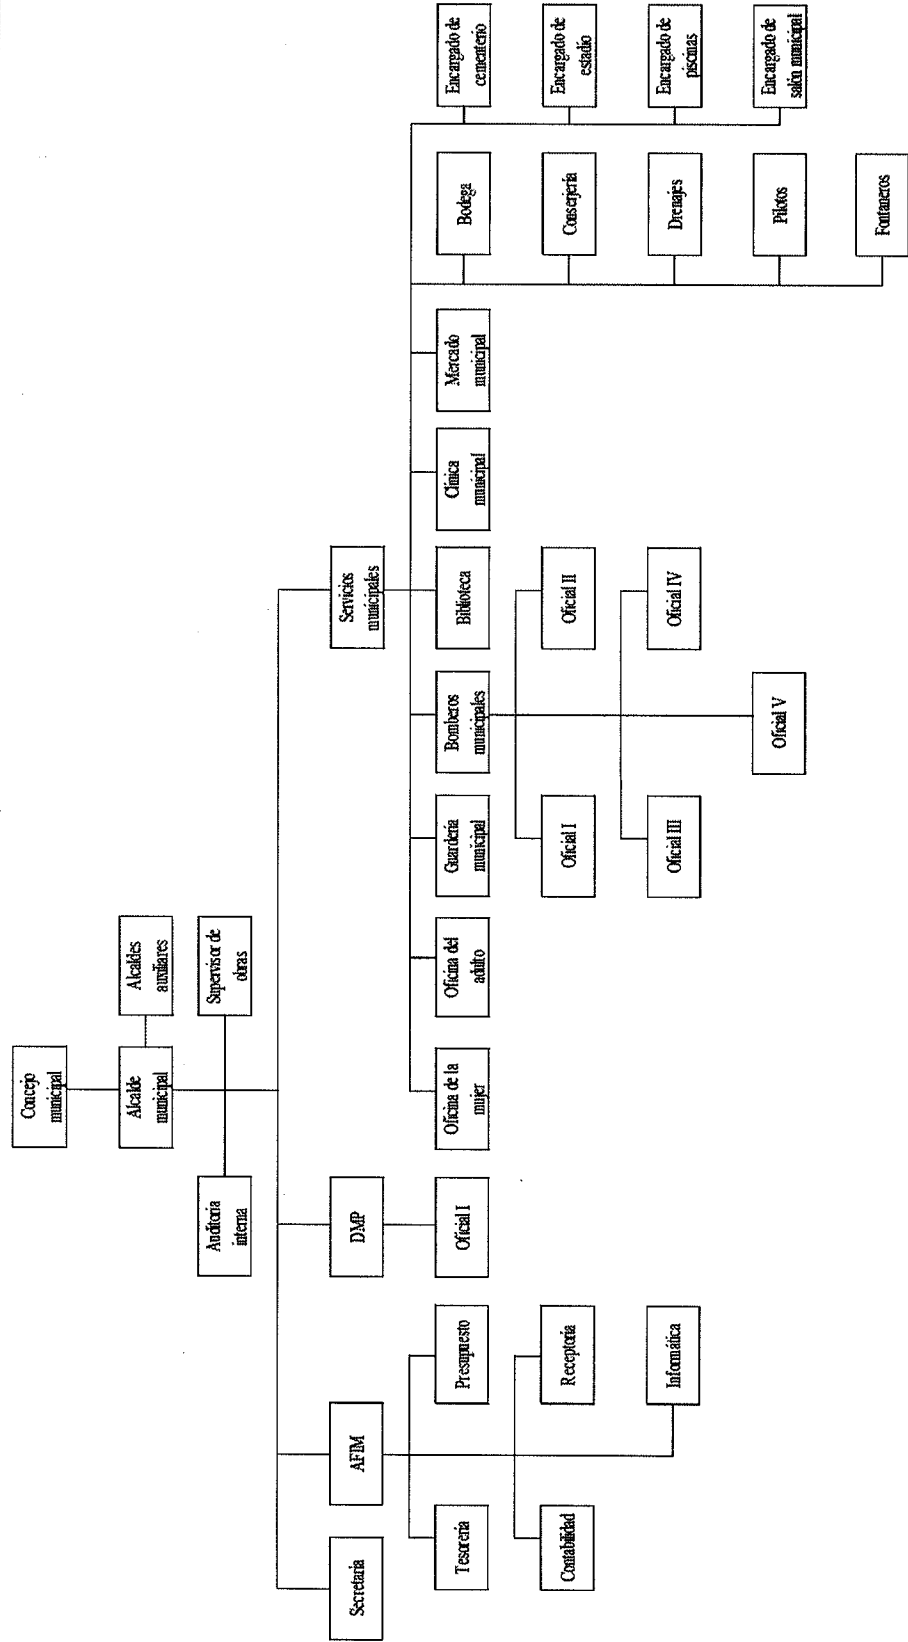 Concejo
municipal
Alcalde
municipal
Alcaldes
auxiliares
Auditoria
interna
Supervisor de
obras
Secretaria
AFIM
DMP
Servicios
municipales
Tesorería
Presupuesto
Contabilidad
Receptoría
Informática
Oficial I
Oficina de la
mujer
Oficina del
adulto
Guardería
municipal
Bomberos
municipales
Biblioteca
Clínica
municipal
Mercado
municipal
Oficial I
Oficial II
Oficial III
Oficial IV
Oficial V
Bodega
Conserjería
Drenajes
Pilotos
Fontaneros
Encargado de
cementerio
Encargado de
estadio
Encargado de
piscinas
Encargado de
salón municipal